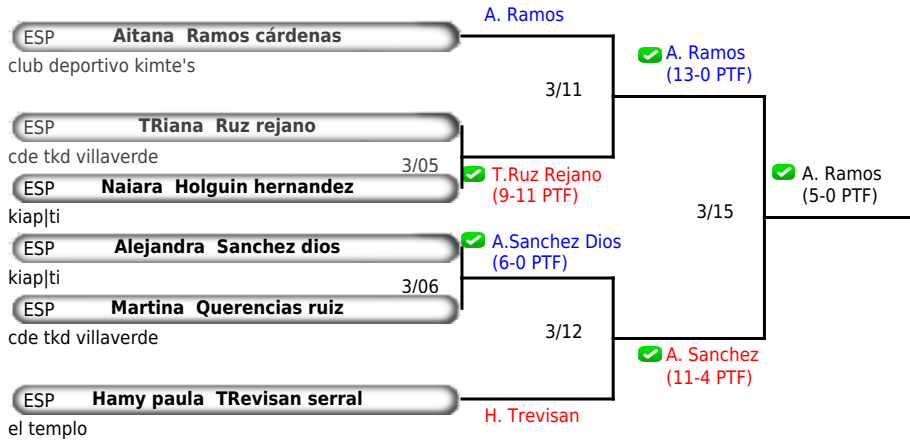 A. Ramos
ESP Aitana Ramos cárdenas
club deportivo kimte's
A. Ramos
(13-0 PTF)
3/11
ESP TRiana Ruz rejano
cde tkd villaverde
3/05
T.Ruz Rejano
(9-11 PTF)
ESP Naiara Holguin hernandez
kiap|ti
A. Ramos
(5-0 PTF)
3/15
ESP Alejandra Sanchez dios
kiap|ti
A.Sanchez Dios
(6-0 PTF)
3/06
ESP Martina Querencias ruiz
cde tkd villaverde
3/12
A. Sanchez
(11-4 PTF)
ESP Hamy paula TRevisan serral
el templo
H. Trevisan